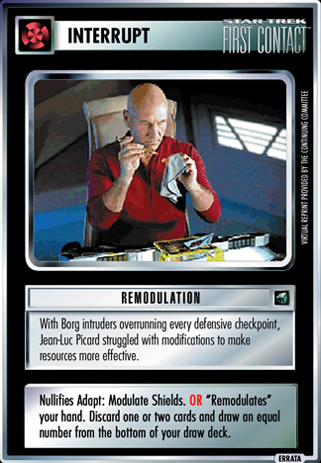 INTERRUPT
STAR TREK
FIRST CONTACT
VIRTUAL REPRINT PROVIDED BY THE CONTINUING COMMITTEE
REMODULATION
With Borg intruders overrunning every defensive checkpoint,
Jean-Luc Picard struggled with modifications to make
resources more effective.
Nullifies Adapt: Modulate Shields. OR "Remodulates"
your hand. Discard one or two cards and draw an equal
number from the bottom of your draw deck.
ERRATA